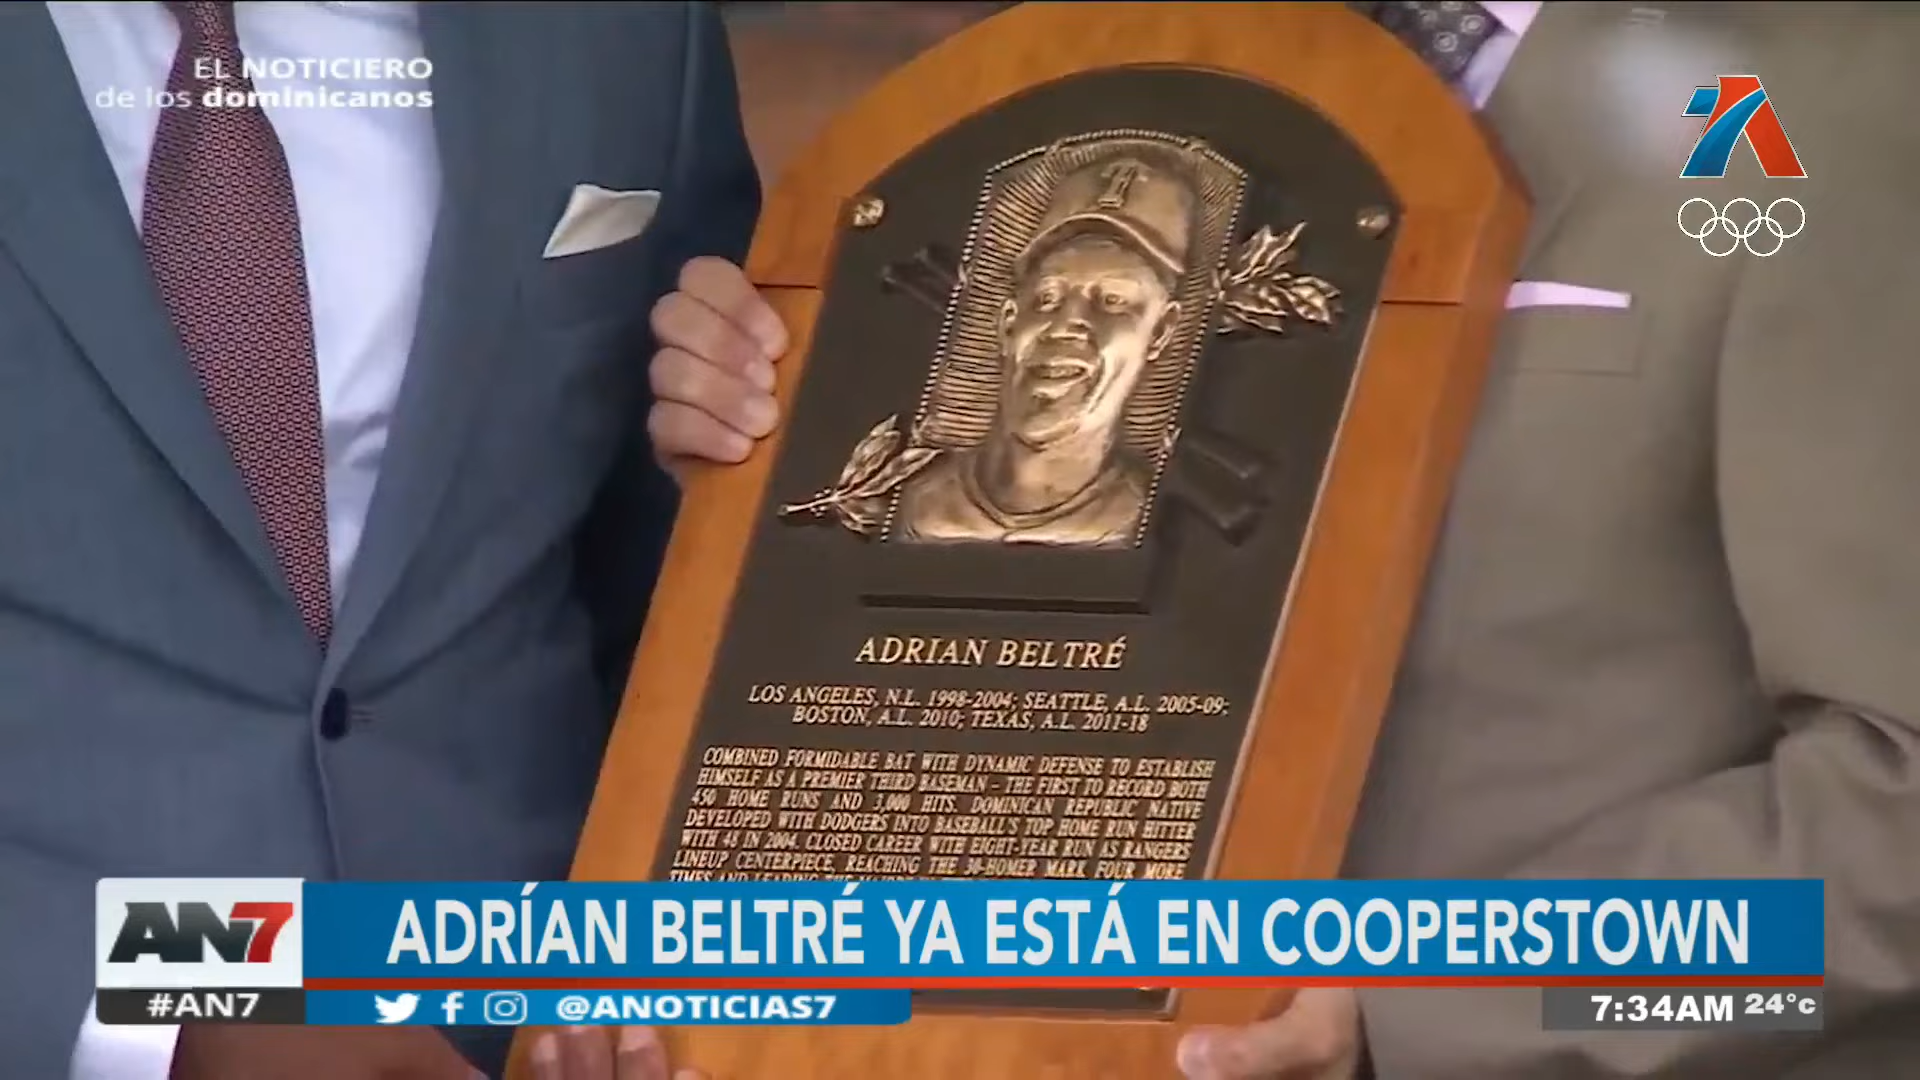 EL NOTICIERO
de los dominicanos
T
ADRIAN BELTRÉ
LOS ANGELES, N.L. 1998-2004; SEATTLE, A.L. 2005-09;
BOSTON, A.L. 2010; TEXAS, A.L. 2011-18
COMBINED FORMIDABLE BAT WITH DYNAMIC DEFENSE TO ESTABLISH
HIMSELF AS A PREMIER THIRD BASEMAN – THE FIRST TO RECORD BOTH
450 HOME RUNS AND 3,000 HITS. DOMINICAN REPUBLIC NATIVE
DEVELOPED WITH DODGERS INTO BASEBALL'S TOP HOME RUN HITTER
WITH 48 IN 2004. CLOSED CAREER WITH EIGHT-YEAR RUN AS RANGERS
LINEUP CENTERPIECE, REACHING THE 30-HOMER MARK FOUR MORE
TIMES AND LEADING THE
AN7
ADRÍAN BELTRÉ YA ESTÁ EN COOPERSTOWN
#AN7
@ANOTICIAS7
7:34AM 24°c